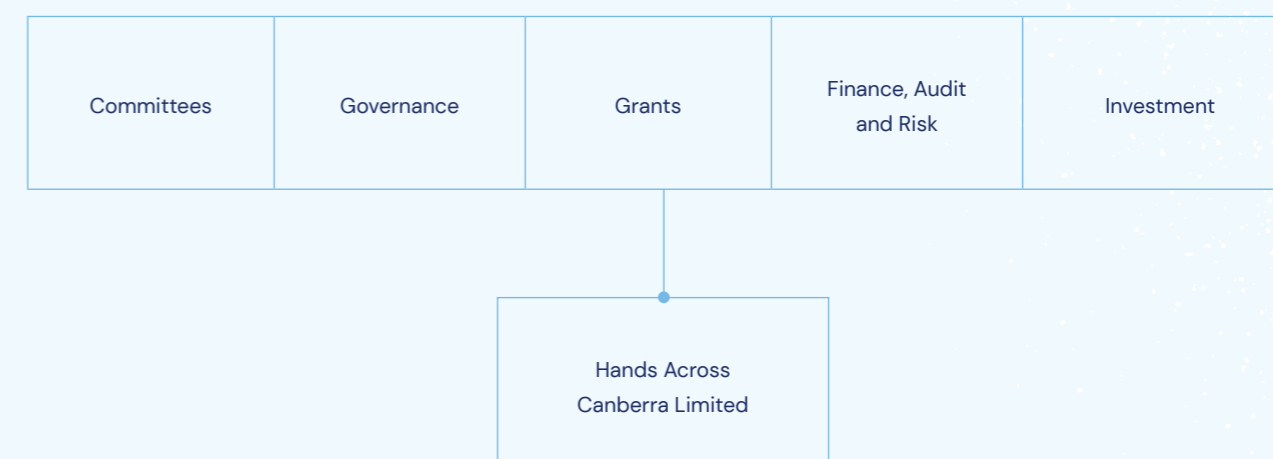 Committees
Governance
Grants
Finance, Audit
and Risk
Investment
Hands Across
Canberra Limited